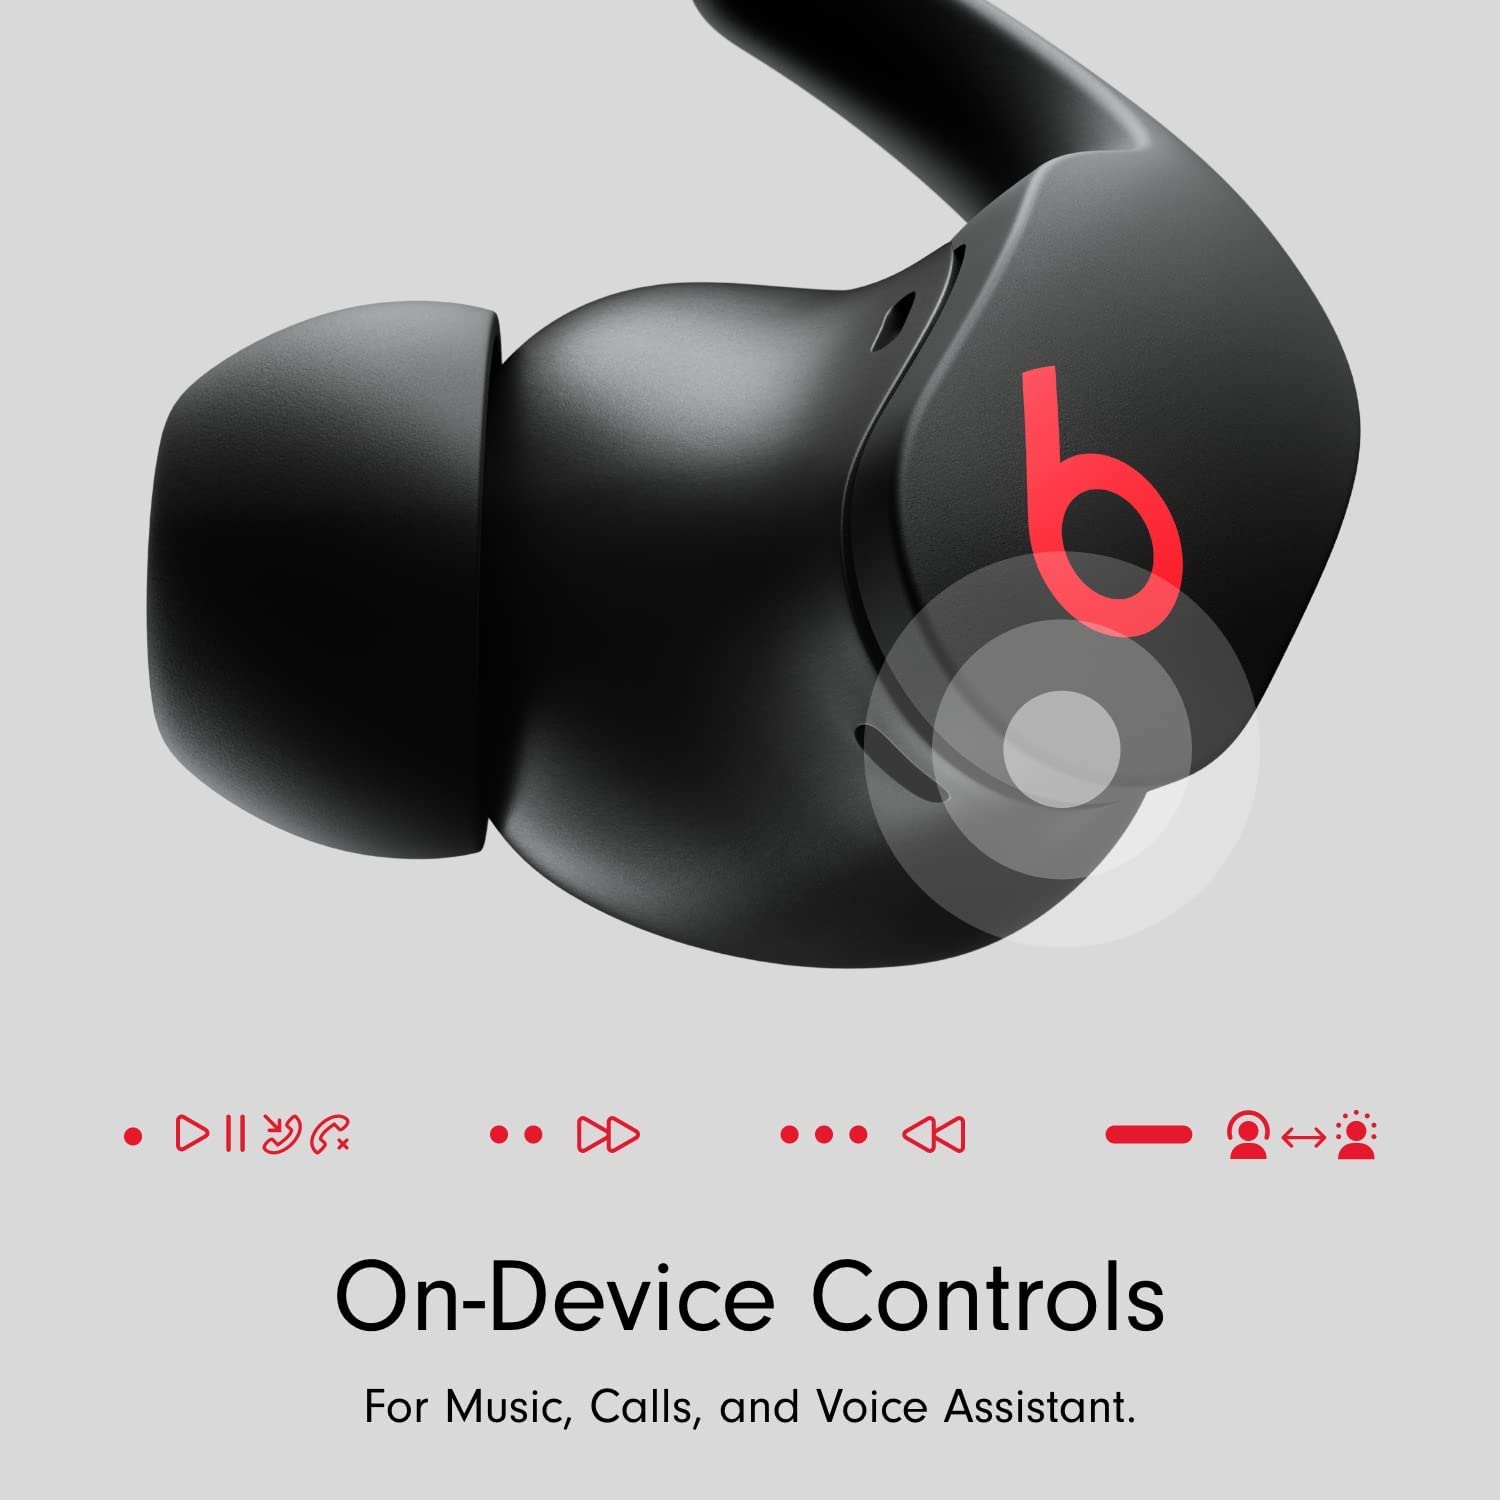 b
On-Device Controls
For Music, Calls, and Voice Assistant.